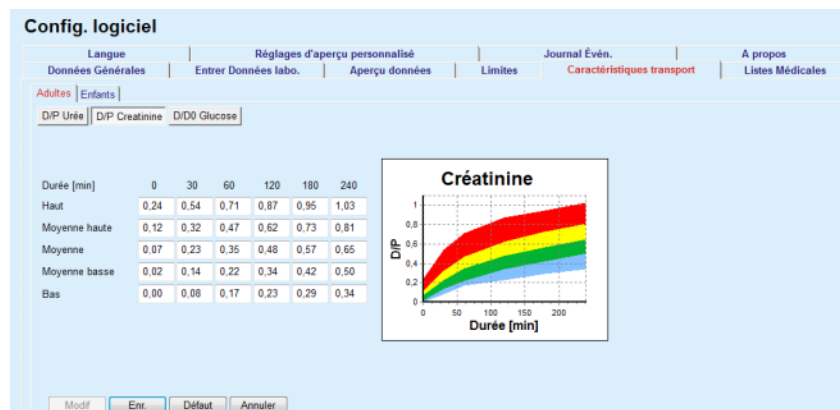 Config. logiciel
Langue Réglages d'aperçu personnalisé Journal Évén. A propos
Données Générales Entrer Données labo. Aperçu données Limites Caractéristiques transport Listes Médicales
Adultes Enfants
D/P Urée D/P Creatinine D/D0 Glucose
Durée [min] 0 30 60 120 180 240
Haut 0,24 0,54 0,71 0,87 0,95 1,03
Moyenne haute 0,12 0,32 0,47 0,62 0,73 0,81
Moyenne 0,07 0,23 0,35 0,48 0,57 0,65
Moyenne basse 0,02 0,14 0,22 0,34 0,42 0,50
Bas 0,00 0,08 0,17 0,23 0,29 0,34
Créatinine
D/P
1
0,8
0,6
0,4
0,2
0
0 50 100 150 200
Durée [min]
Modif Enr. Défaut Annuler